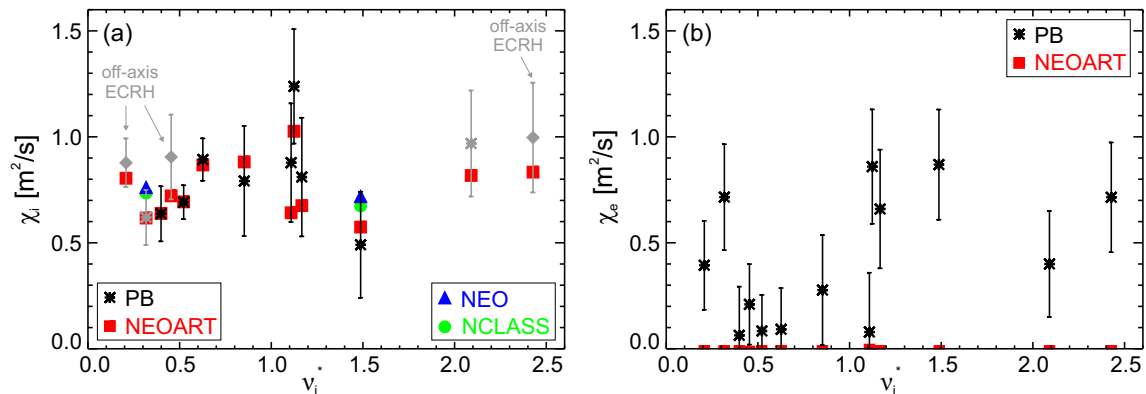 (a)
off-axis
ECRH
off-axis
ECRH
PB
NEOART
NEO
NCLASS
χi [m²/s]
0.0
0.5
1.0
1.5
0.0 0.5 1.0 1.5 2.0 2.5
νi*
(b)
PB
NEOART
χe [m²/s]
0.0
0.5
1.0
1.5
0.0 0.5 1.0 1.5 2.0 2.5
νi*